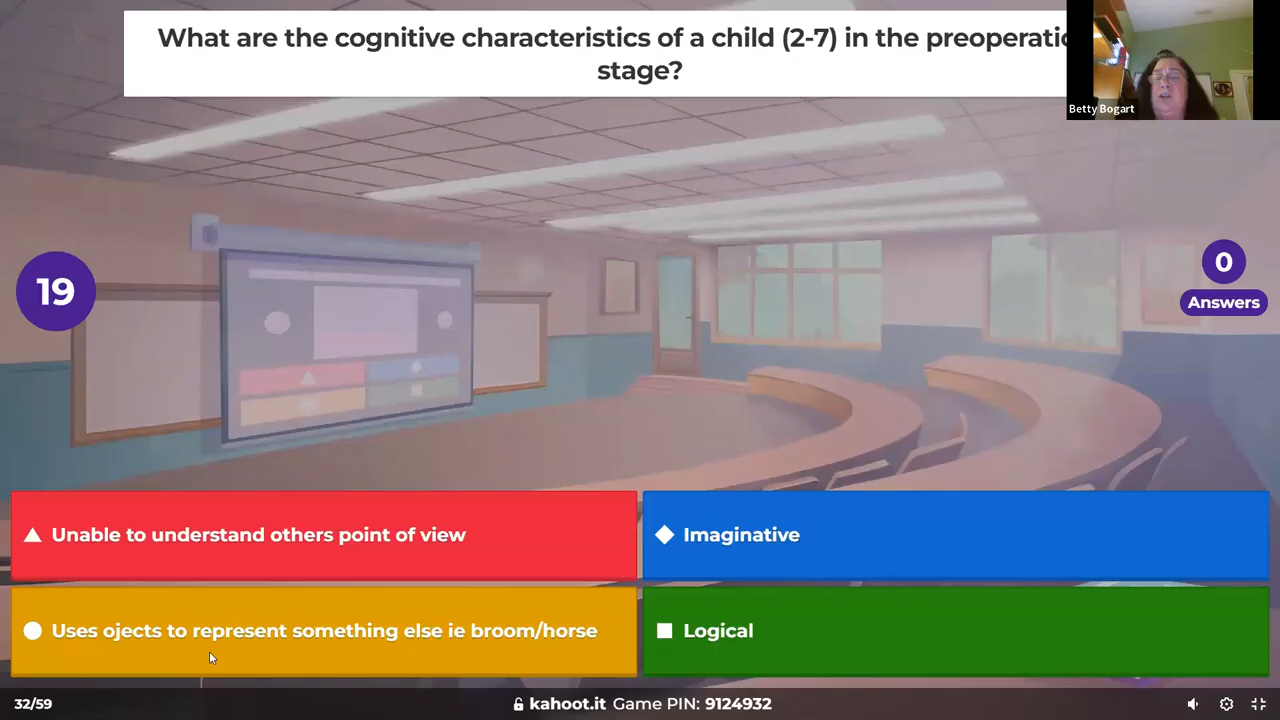 What are the cognitive characteristics of a child (2-7) in the
stage?
Betty Bogart
19
0
Answers
Unable to understand others point of view
Imaginative
Uses ojects to represent something else ie broom/horse
Logical
32/59
kahoot.it Game PIN: 9124932